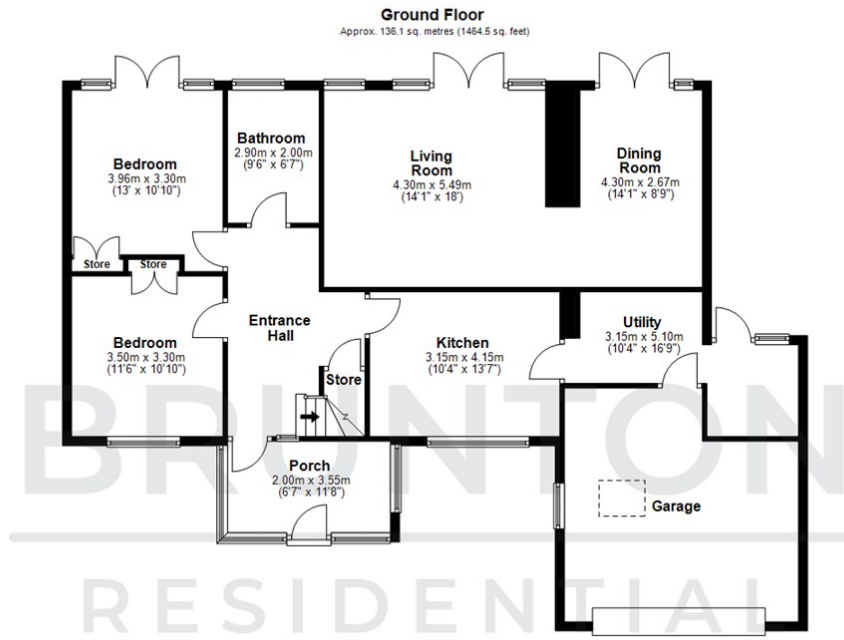 Ground Floor
Approx. 136.1 sq. metres (1464.5 sq. feet)
Bedroom
3.96m x 3.30m
(13' x 10'10")
Bathroom
2.90m x 2.00m
(9'6" x 6'7")
Living
Room
4.30m x 5.49m
(14'1" x 18')
Dining
Room
4.30m x 2.67m
(14'1" x 8'9")
Store
Store
Bedroom
3.50m x 3.30m
(11'6" x 10'10")
Entrance
Hall
Store
Kitchen
3.15m x 4.15m
(10'4" x 13'7")
Utility
3.15m x 5.10m
(10'4" x 16'9")
Porch
2.00m x 3.55m
(6'7" x 11'8")
Garage
BRUNTON
RESIDENTIAL